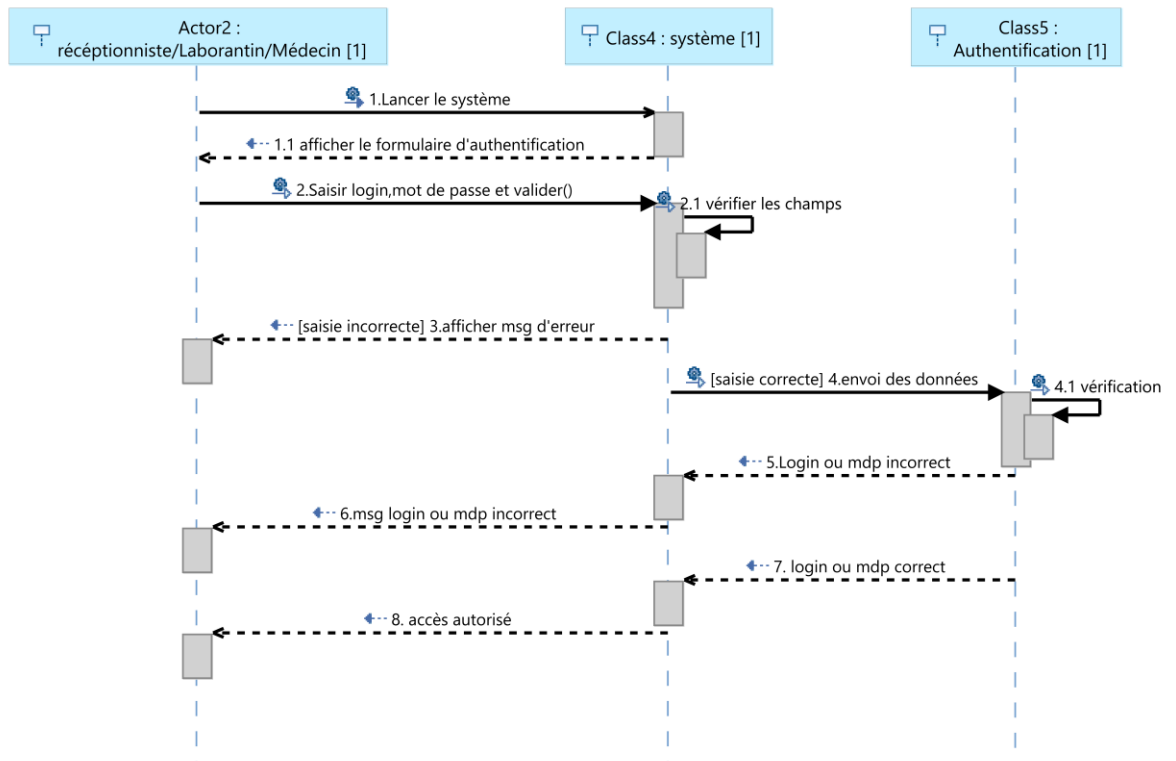 Actor2 :
récéptionniste/Laborantin/Médecin [1]
Class4 : système [1]
Class5 :
Authentification [1]
1.Lancer le système
1.1 afficher le formulaire d'authentification
2.Saisir login,mot de passe et valider()
2.1 vérifier les champs
[saisie incorrecte] 3.afficher msg d'erreur
[saisie correcte] 4.envoi des données
4.1 vérification
5.Login ou mdp incorrect
6.msg login ou mdp incorrect
7. login ou mdp correct
8. accès autorisé